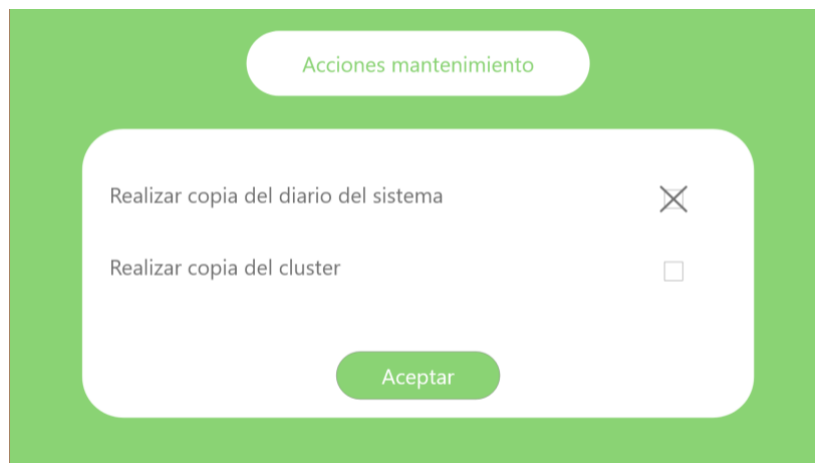 Acciones mantenimiento
Realizar copia del diario del sistema
Realizar copia del cluster
Aceptar